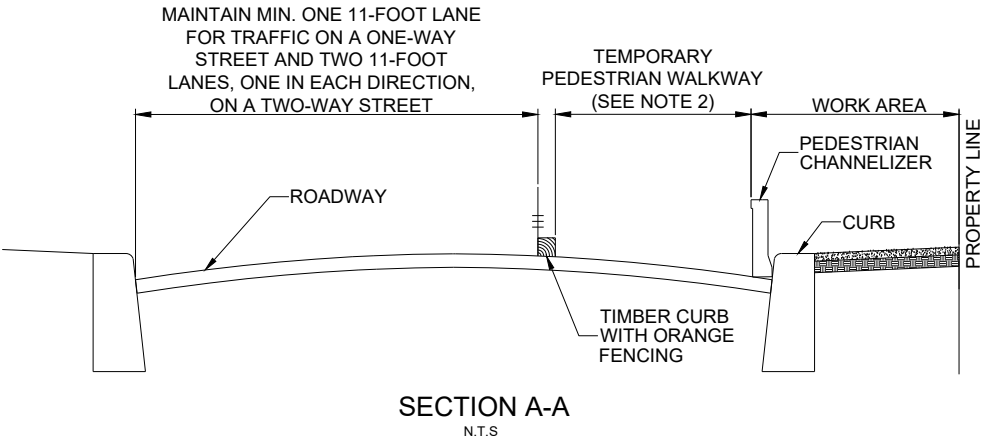 MAINTAIN MIN. ONE 11-FOOT LANE
FOR TRAFFIC ON A ONE-WAY
STREET AND TWO 11-FOOT
LANES, ONE IN EACH DIRECTION,
ON A TWO-WAY STREET
TEMPORARY
PEDESTRIAN WALKWAY
(SEE NOTE 2)
WORK AREA
PEDESTRIAN
CHANNELIZER
PROPERTY LINE
ROADWAY
CURB
TIMBER CURB
WITH ORANGE
FENCING
SECTION A-A
N.T.S